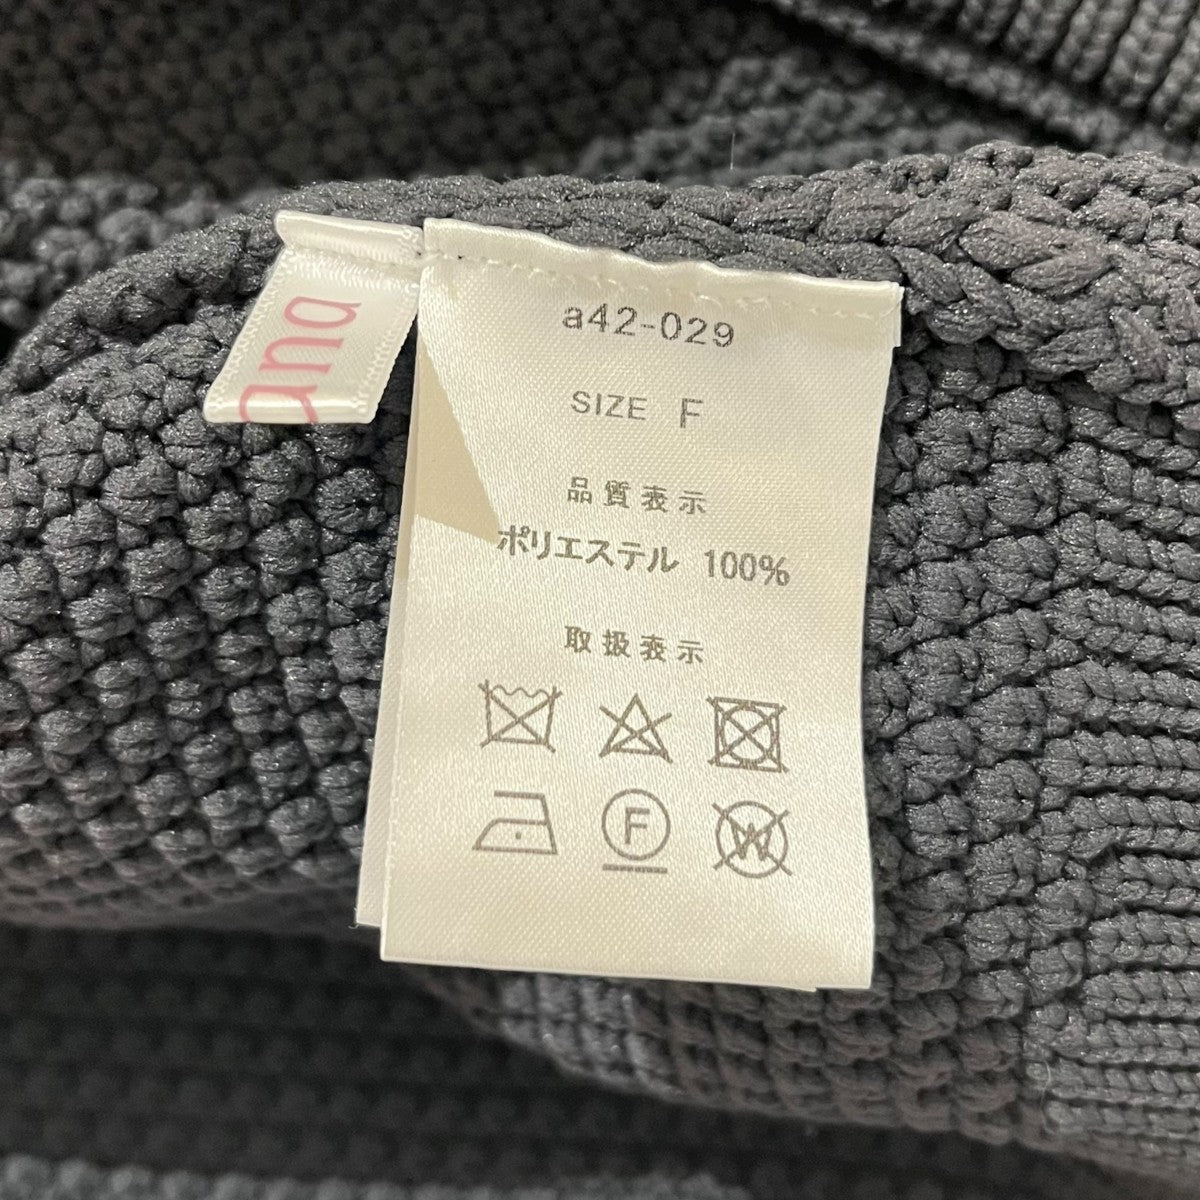 a42-029
SIZE F
品質表示
ポリエステル 100%
取扱表示
F
W